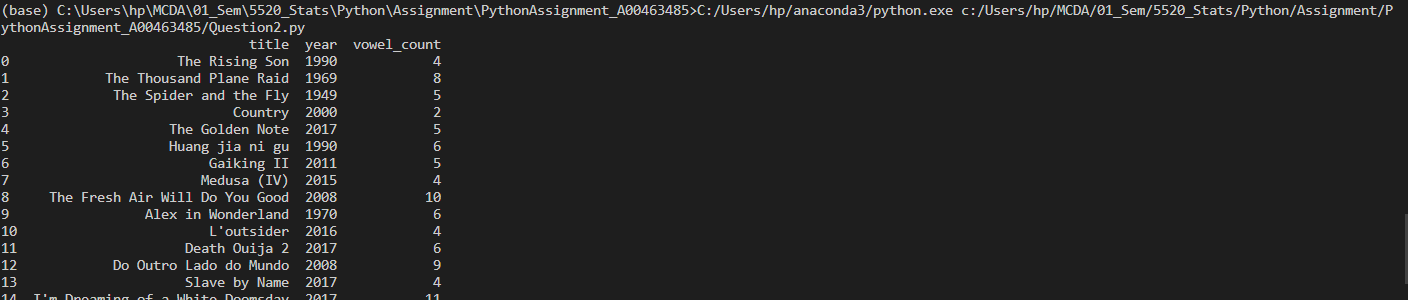 (base) C:\Users\hp\MCDA\01_Sem\5520_Stats\Python\Assignment\PythonAssignment_A00463485>C:/Users/hp/anaconda3/python.exe c:/Users/hp/MCDA/01_Sem/5520_Stats/Python/Assignment/P
ythonAssignment_A00463485/Question2.py
title year vowel_count
0 The Rising Son 1990 4
1 The Thousand Plane Raid 1969 8
2 The Spider and the Fly 1949 5
3 Country 2000 2
4 The Golden Note 2017 5
5 Huang jia ni gu 1990 6
6 Gaiking II 2011 5
7 Medusa (IV) 2015 4
8 The Fresh Air Will Do You Good 2008 10
9 Alex in Wonderland 1970 6
10 L'outsider 2016 4
11 Death Ouija 2 2017 6
12 Do Outro Lado do Mundo 2008 9
13 Slave by Name 2017 4
14 I'm Dreaming of a White Doomsday 2017 11